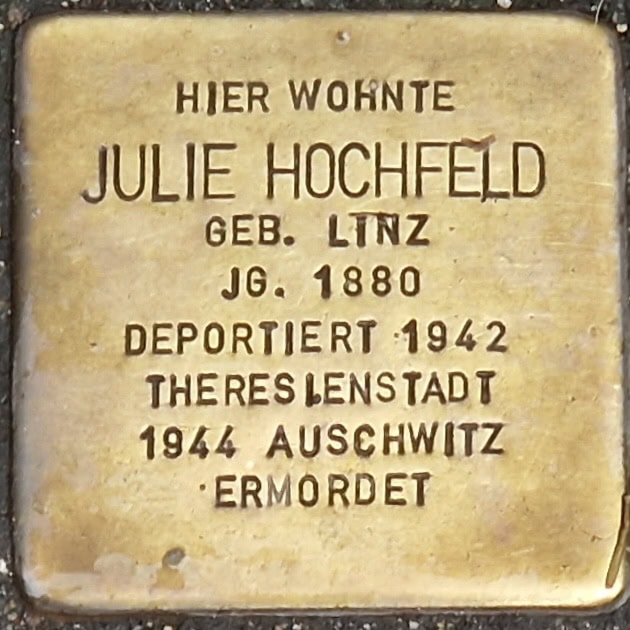 HIER WOHNTE
JULIE HOCHFELD
GEB. LINZ
JG. 1880
DEPORTIERT 1942
THERESIENSTADT
1944 AUSCHWITZ
ERMORDET